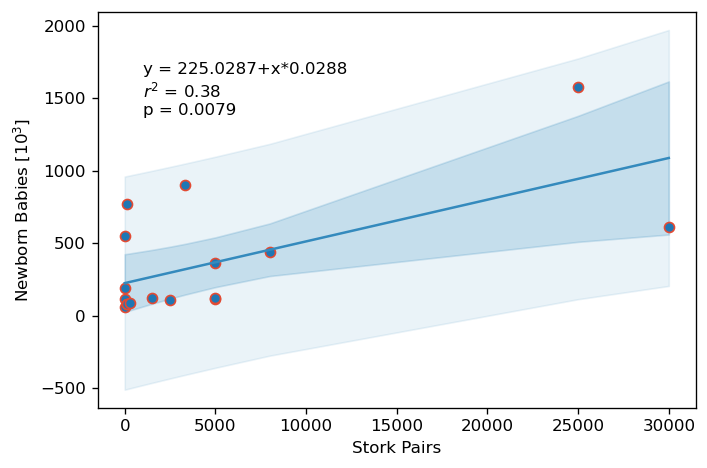 2000
1500
1000
500
0
−500
Newborn Babies [10³]
y = 225.0287+x*0.0288
r² = 0.38
p = 0.0079
0 5000 10000 15000 20000 25000 30000
Stork Pairs